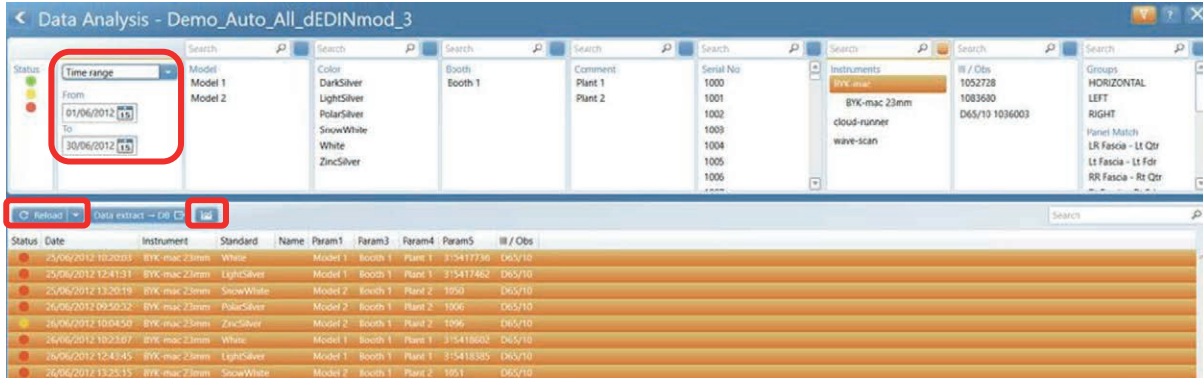 Data Analysis - Demo_Auto_All_dEDINmod_3
?
Search Search Search Search Search Search Search Search
Status
Time range
From
01/06/2012 15
To
30/06/2012 15
Model
Model 1
Model 2
Color
DarkSilver
LightSilver
PolarSilver
SnowWhite
White
ZincSilver
Booth
Booth 1
Comment
Plant 1
Plant 2
Serial No
1000
1001
1002
1003
1004
1005
1006
Instruments
BYK-mac
BYK-mac 23mm
cloud-runner
wave-scan
Ill / Obs
1052728
1083680
D65/10 1036003
Groups
HORIZONTAL
LEFT
RIGHT
Panel Match
LR Fascia - Lt Qtr
Lt Fascia - Lt Fdr
RR Fascia - Rt Qtr
Reload Data extract → DB Search
Status Date Instrument Standard Name Param1 Param3 Param4 Param5 Ill / Obs
25/06/2012 10:20:03 BYK-mac 23mm White Model 1 Booth 1 Plant 1 315417736 D65/10
25/06/2012 12:41:31 BYK-mac 23mm LightSilver Model 1 Booth 1 Plant 1 315417462 D65/10
25/06/2012 13:20:19 BYK-mac 23mm SnowWhite Model 2 Booth 1 Plant 2 1050 D65/10
26/06/2012 09:50:32 BYK-mac 23mm PolarSilver Model 2 Booth 1 Plant 2 1006 D65/10
26/06/2012 10:04:50 BYK-mac 23mm ZincSilver Model 2 Booth 1 Plant 2 1096 D65/10
26/06/2012 10:23:07 BYK-mac 23mm White Model 1 Booth 1 Plant 1 315418602 D65/10
26/06/2012 12:43:45 BYK-mac 23mm LightSilver Model 1 Booth 1 Plant 1 315418385 D65/10
26/06/2012 13:25:15 BYK-mac 23mm SnowWhite Model 2 Booth 1 Plant 2 1051 D65/10